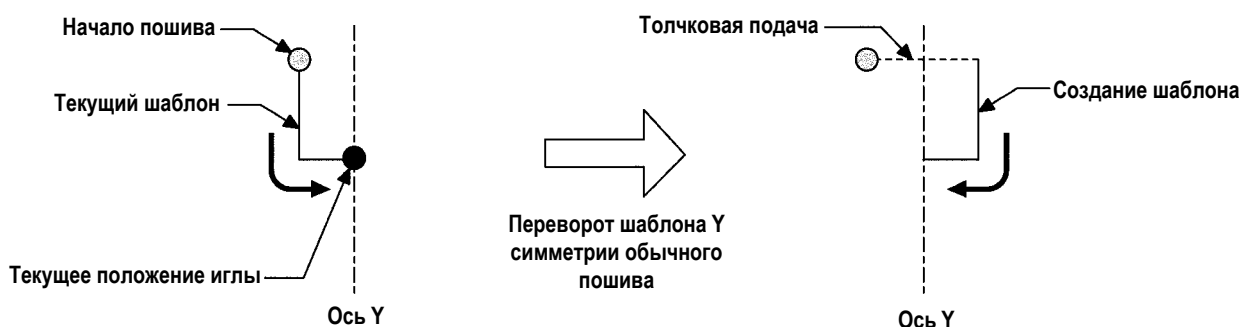 Начало пошива
Толчковая подача
Текущий шаблон
Создание шаблона
Переворот шаблона Y
симметрии обычного
пошива
Текущее положение иглы
Ось Y
Ось Y